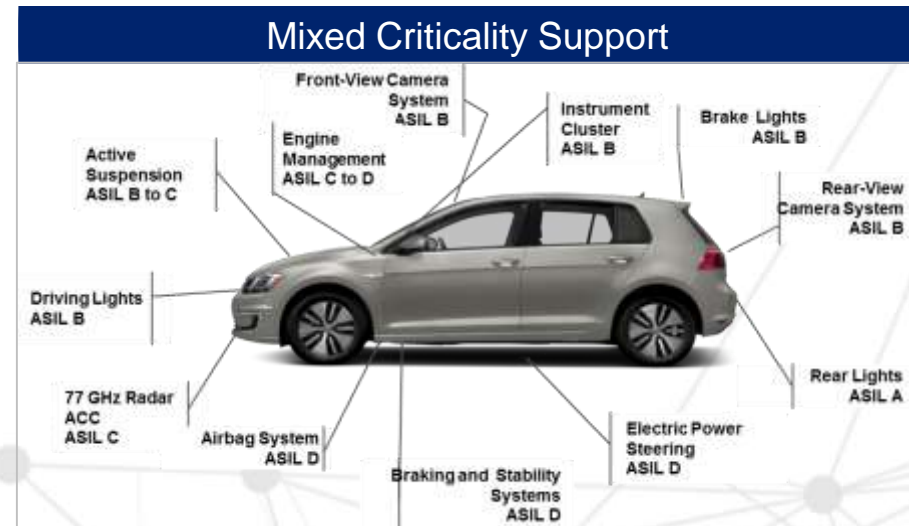 Mixed Criticality Support
Front-View Camera
System
ASIL B
Engine
Management
ASIL C to D
Instrument
Cluster
ASIL B
Brake Lights
ASIL B
Active
Suspension
ASIL B to C
Rear-View
Camera System
ASIL B
Driving Lights
ASIL B
77 GHz Radar
ACC
ASIL C
Airbag System
ASIL D
Braking and Stability
Systems
ASIL D
Electric Power
Steering
ASIL D
Rear Lights
ASIL A